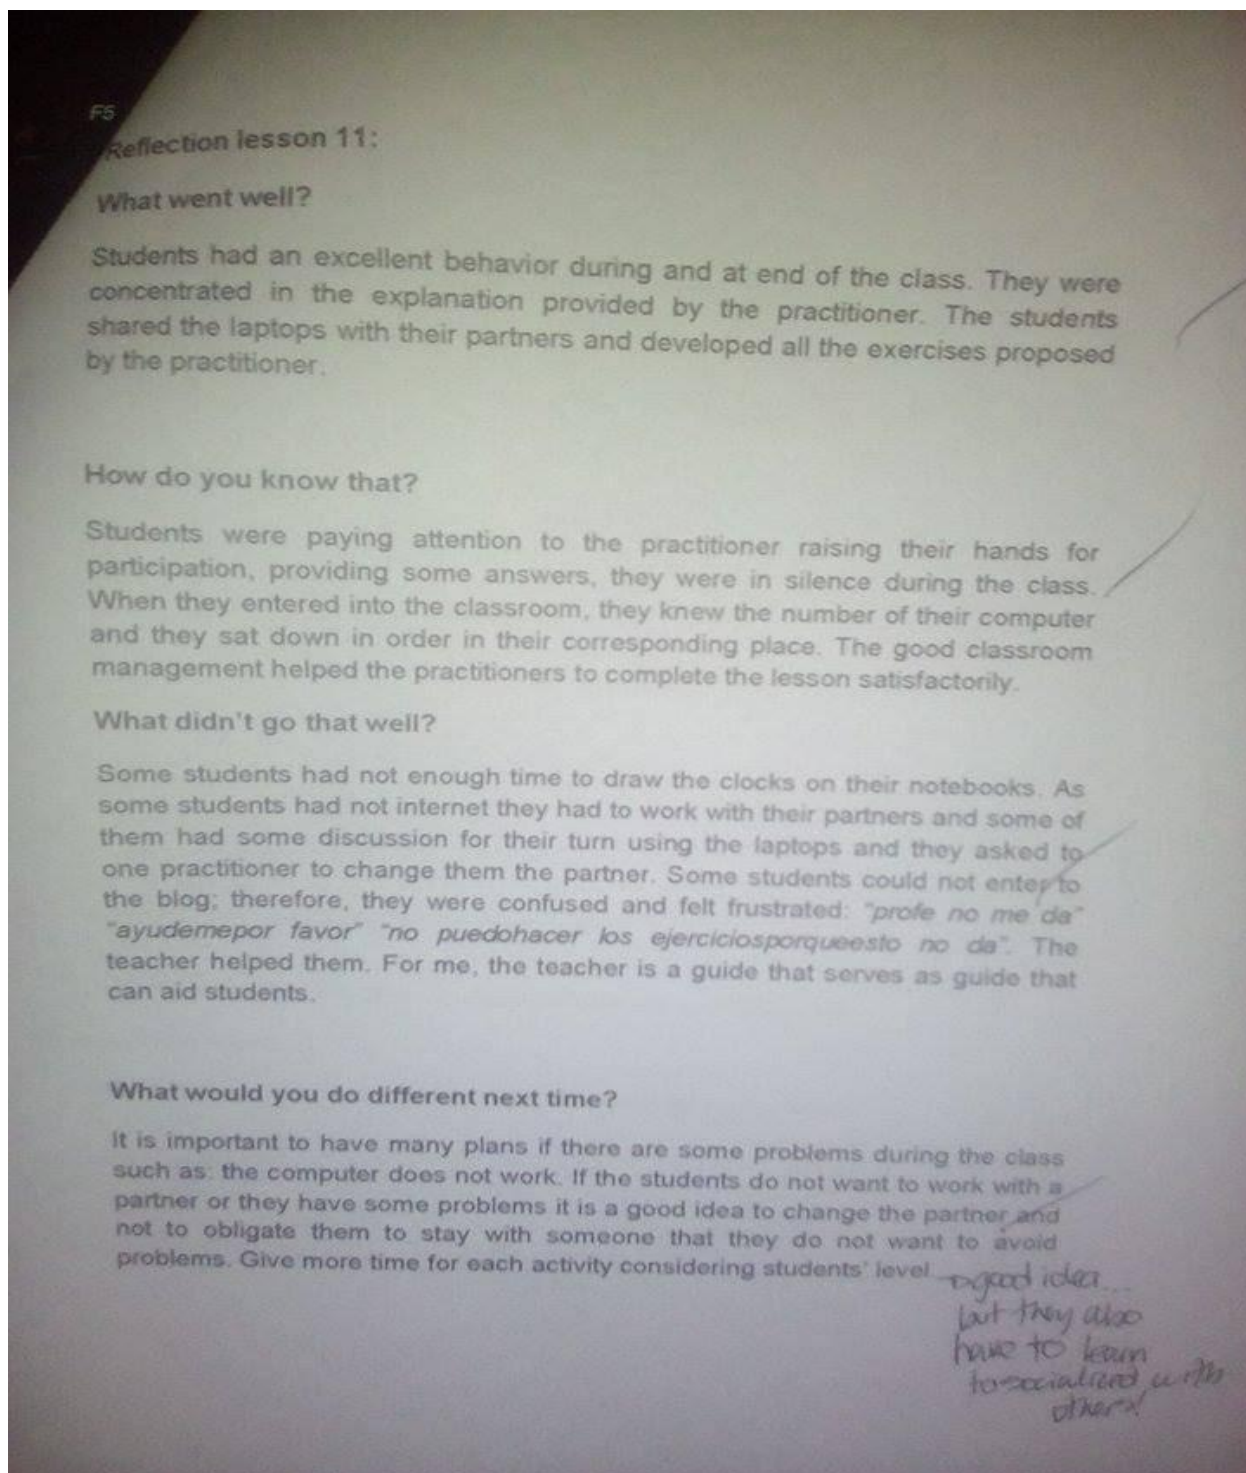 F5
Reflection lesson 11:
What went well?
Students had an excellent behavior during and at end of the class. They were
concentrated in the explanation provided by the practitioner. The students
shared the laptops with their partners and developed all the exercises proposed
by the practitioner.
How do you know that?
Students were paying attention to the practitioner raising their hands for
participation, providing some answers, they were in silence during the class.
When they entered into the classroom, they knew the number of their computer
and they sat down in order in their corresponding place. The good classroom
management helped the practitioners to complete the lesson satisfactorily.
What didn't go that well?
Some students had not enough time to draw the clocks on their notebooks. As
some students had not internet they had to work with their partners and some of
them had some discussion for their turn using the laptops and they asked to
one practitioner to change them the partner. Some students could not enter to
the blog; therefore, they were confused and felt frustrated: "profe no me da"
"ayudemepor favor" "no puedohacer los ejerciciosporqueesto no da". The
teacher helped them. For me, the teacher is a guide that serves as guide that
can aid students.
What would you do different next time?
It is important to have many plans if there are some problems during the class
such as: the computer does not work. If the students do not want to work with a
partner or they have some problems it is a good idea to change the partner and
not to obligate them to stay with someone that they do not want to avoid
problems. Give more time for each activity considering students' level
good idea...
but they also
have to learn
to socialized with
others!